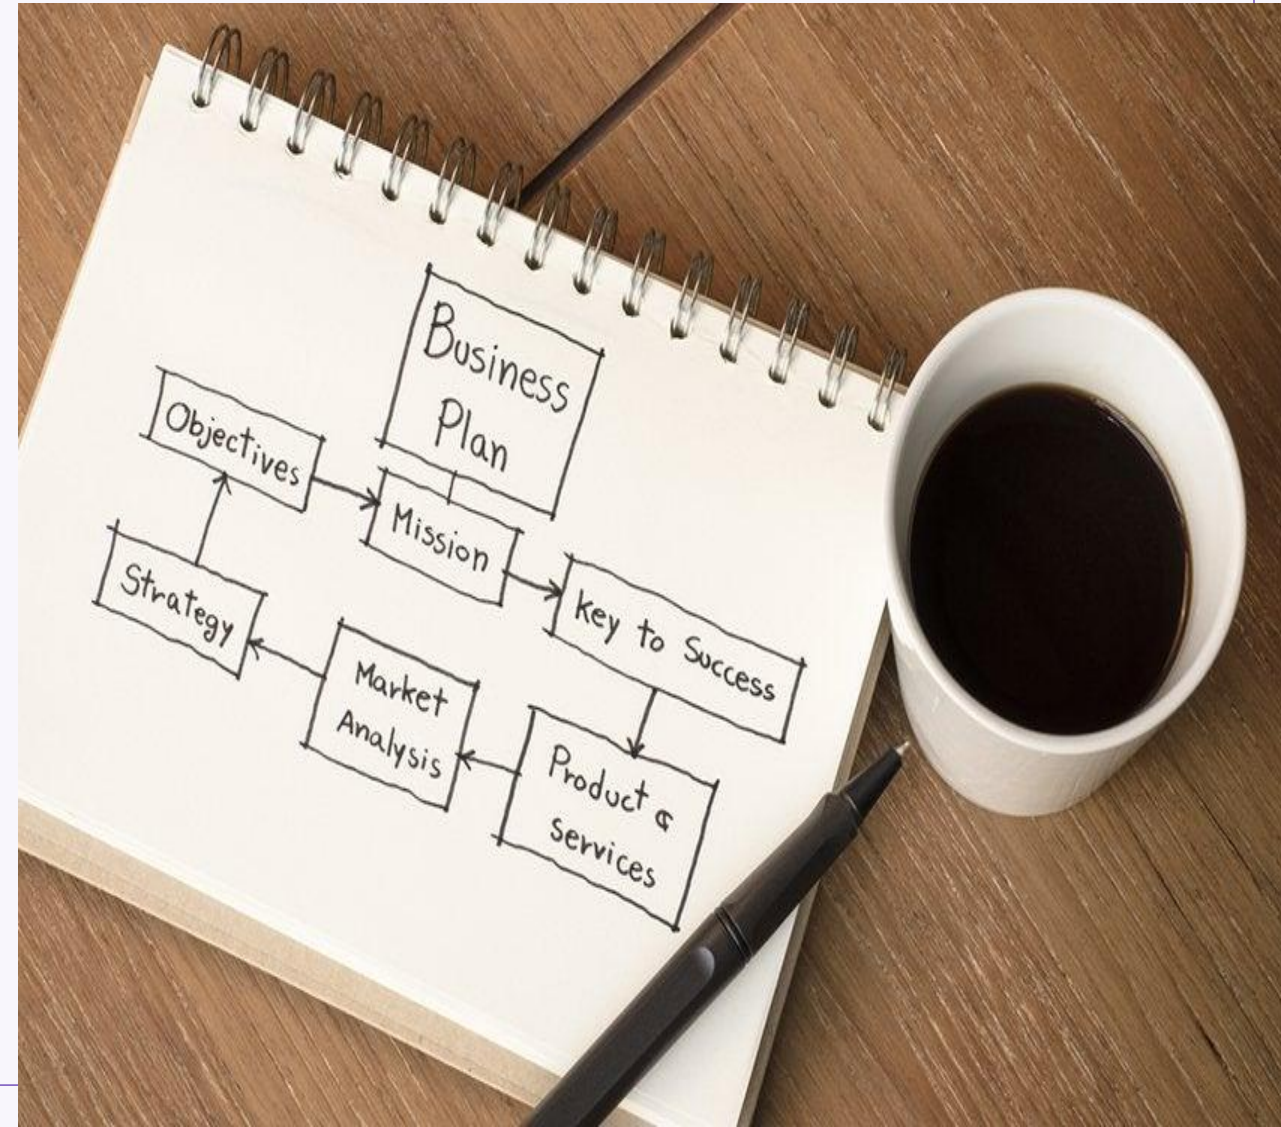 Business
Plan
Objectives
Mission
Key to Success
Strategy
Market
Analysis
Product &
services